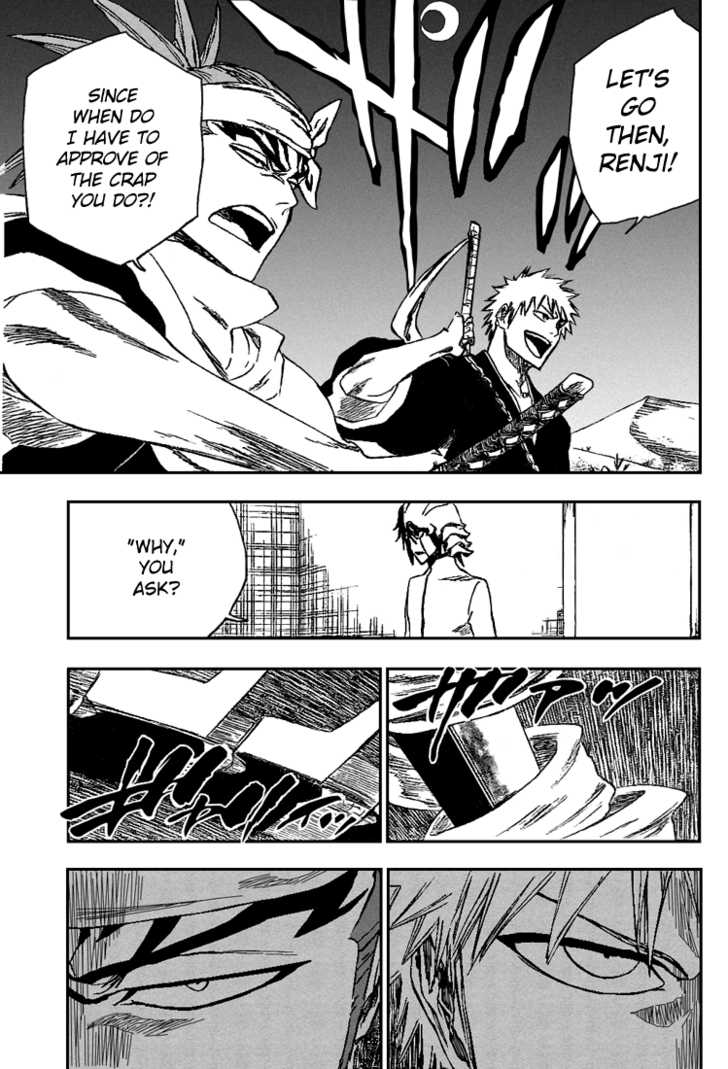 LET'S
GO
THEN,
RENJI!
SINCE
WHEN DO
I HAVE TO
APPROVE OF
THE CRAP
YOU DO?!
"WHY,"
YOU
ASK?